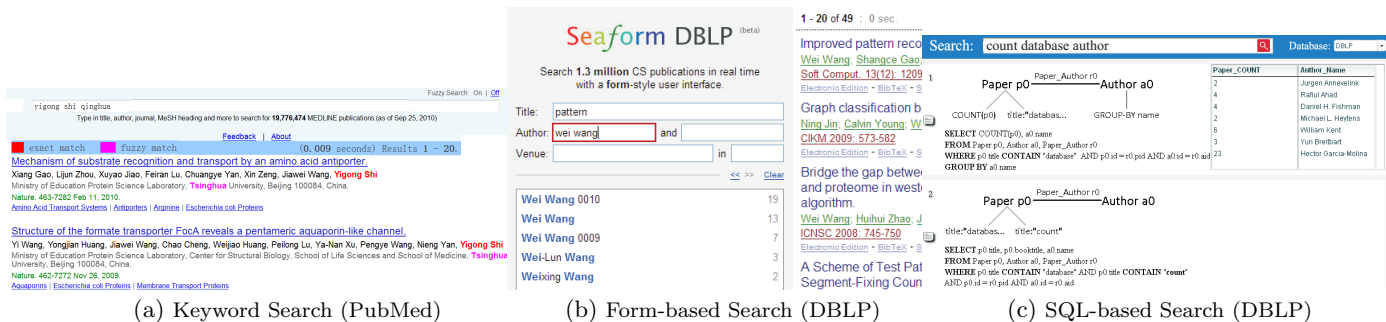 Fuzzy Search: On | Off
yigong shi qinghua
Type in title, author, journal, MeSH heading and more to search for 19,776,474 MEDLINE publications.(as of Sep 25, 2010)
Feedback | About
exact match fuzzy match (0.009 seconds) Results 1 - 20.
Mechanism of substrate recognition and transport by an amino acid antiporter.
Xiang Gao, Lijun Zhou, Xuyao Jiao, Feiran Lu, Chuangye Yan, Xin Zeng, Jiawei Wang, Yigong Shi
Ministry of Education Protein Science Laboratory, Tsinghua University, Beijing 100084, China.
Nature. 463-7282 Feb 11, 2010.
Amino Acid Transport Systems | Antiporters | Arginine | Escherichia coli Proteins
Structure of the formate transporter FocA reveals a pentameric aquaporin-like channel.
Yi Wang, Yongjian Huang, Jiawei Wang, Chao Cheng, Weijiao Huang, Peilong Lu, Ya-Nan Xu, Pengye Wang, Nieng Yan, Yigong Shi
Ministry of Education Protein Science Laboratory, Center for Structural Biology, School of Life Sciences and School of Medicine, Tsinghua
University, Beijing 100084, China.
Nature. 462-7272 Nov 26, 2009.
Aquaporins | Escherichia coli Proteins | Membrane Transport Proteins
(a) Keyword Search (PubMed)
Seaform DBLP (beta)
Search 1.3 million CS publications in real time
with a form-style user interface.
Title: pattern
Author: wei wang and
Venue: in
<< >> Clear
Wei Wang 0010 19
Wei Wang 13
Wei Wang 0009 7
Wei-Lun Wang 3
Weixing Wang 2
1 - 20 of 49 : 0 sec.
Improved pattern reco
Wei Wang; Shangce Gao
Soft Comput. 13(12): 1209
Electronic Edition - BibTeX - S
Graph classification b
Ning Jin; Calvin Young; W
CIKM 2009: 573-582
Electronic Edition - BibTeX - S
Bridge the gap betwee
and proteome in weste
algorithm.
Wei Wang; Huihui Zhao; J
ICNSC 2008: 745-750
Electronic Edition - BibTeX - S
A Scheme of Test Pat
Segment-Fixing Coun
(b) Form-based Search (DBLP)
Search: count database author Database: DBLP
1
Paper p0 Paper_Author r0 Author a0
COUNT(p0) title:"databas... GROUP-BY name
SELECT COUNT(p0), a0.name
FROM Paper p0, Author a0, Paper_Author r0
WHERE p0.title CONTAIN "database" AND p0.id = r0.pid AND a0.id = r0.aid
GROUP BY a0.name
Paper_COUNT Author_Name
2 Jurgen Annevelink
4 Rafiul Ahad
4 Daniel H. Fishman
2 Michael L. Heytens
6 William Kent
3 Yuri Breitbart
23 Hector Garcia-Molina
2
Paper p0 Paper_Author r0 Author a0
title:"databas... title:"count"
SELECT p0.title, p0.booktitle, a0.name
FROM Paper p0, Author a0, Paper_Author r0
WHERE p0.title CONTAIN "database" AND p0.title CONTAIN "count"
AND p0.id = r0.pid AND a0.id = r0.aid
(c) SQL-based Search (DBLP)